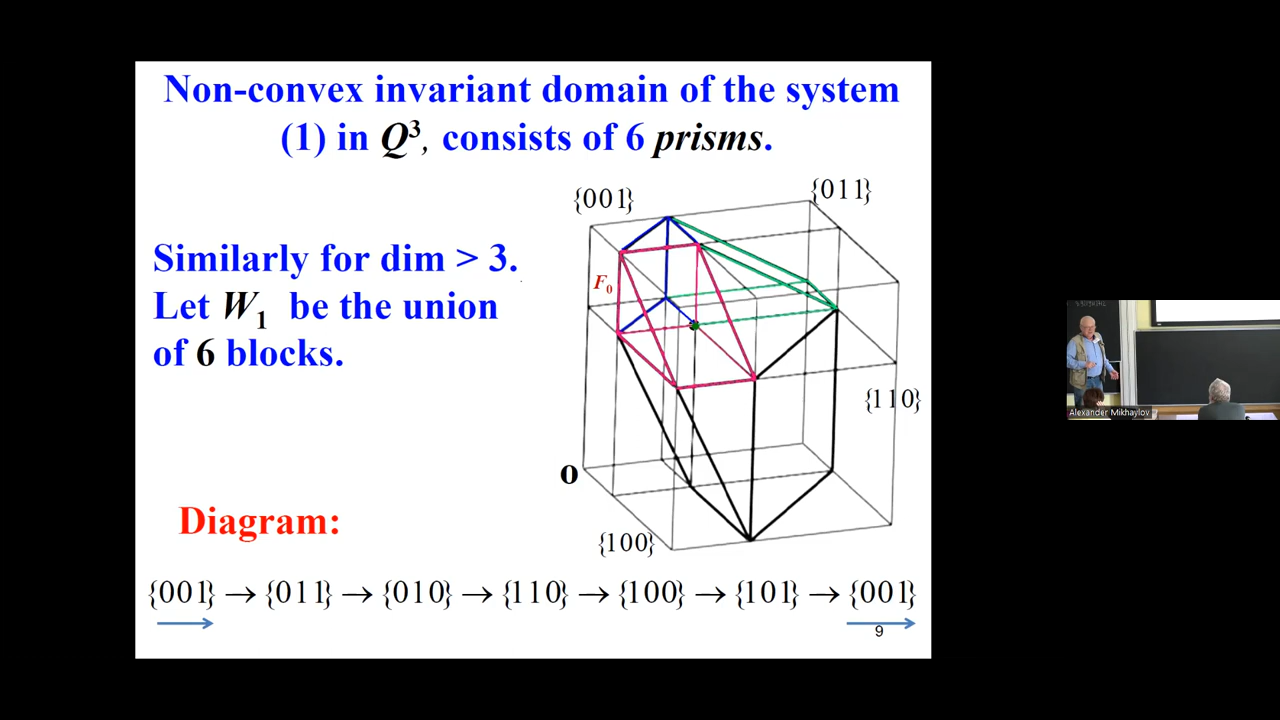 Non-convex invariant domain of the system
(1) in Q³, consists of 6 prisms.
{001}
{011}
Similarly for dim > 3.
Let W₁ be the union
of 6 blocks.
F₀
{110}
O
Diagram:
{100}
{001} → {011} → {010} → {110} → {100} → {101} → {001}
9
Alexander Mikhaylov